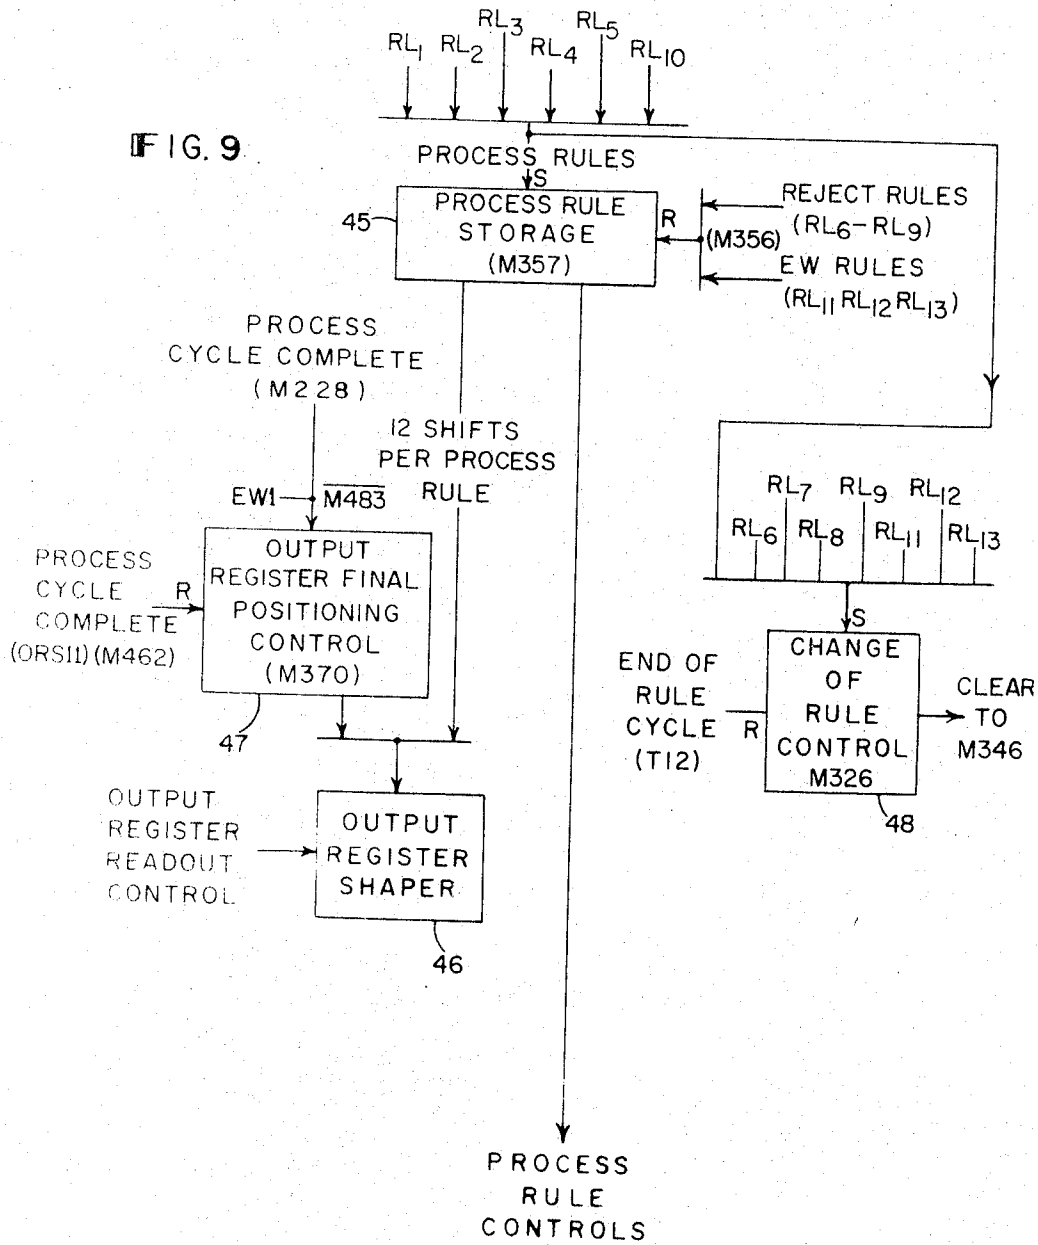 FIG. 9
RL1 RL2 RL3 RL4 RL5 RL10
PROCESS RULES
S
45
PROCESS RULE
STORAGE
(M357)
R
(M356)
REJECT RULES
(RL6-RL9)
EW RULES
(RL11 RL12 RL13)
PROCESS
CYCLE COMPLETE
(M228)
12 SHIFTS
PER PROCESS
RULE
EW1
M483
PROCESS
CYCLE
COMPLETE
(ORS11)(M462)
R
OUTPUT
REGISTER FINAL
POSITIONING
CONTROL
(M370)
47
RL6 RL7 RL8 RL9 RL11 RL12 RL13
S
END OF
RULE
CYCLE
(T12)
R
CHANGE
OF
RULE
CONTROL
M326
48
CLEAR
TO
M346
OUTPUT
REGISTER
READOUT
CONTROL
OUTPUT
REGISTER
SHAPER
46
PROCESS
RULE
CONTROLS